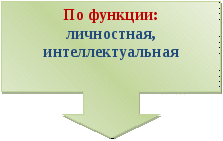 По функции:
личностная,
интеллектуальная